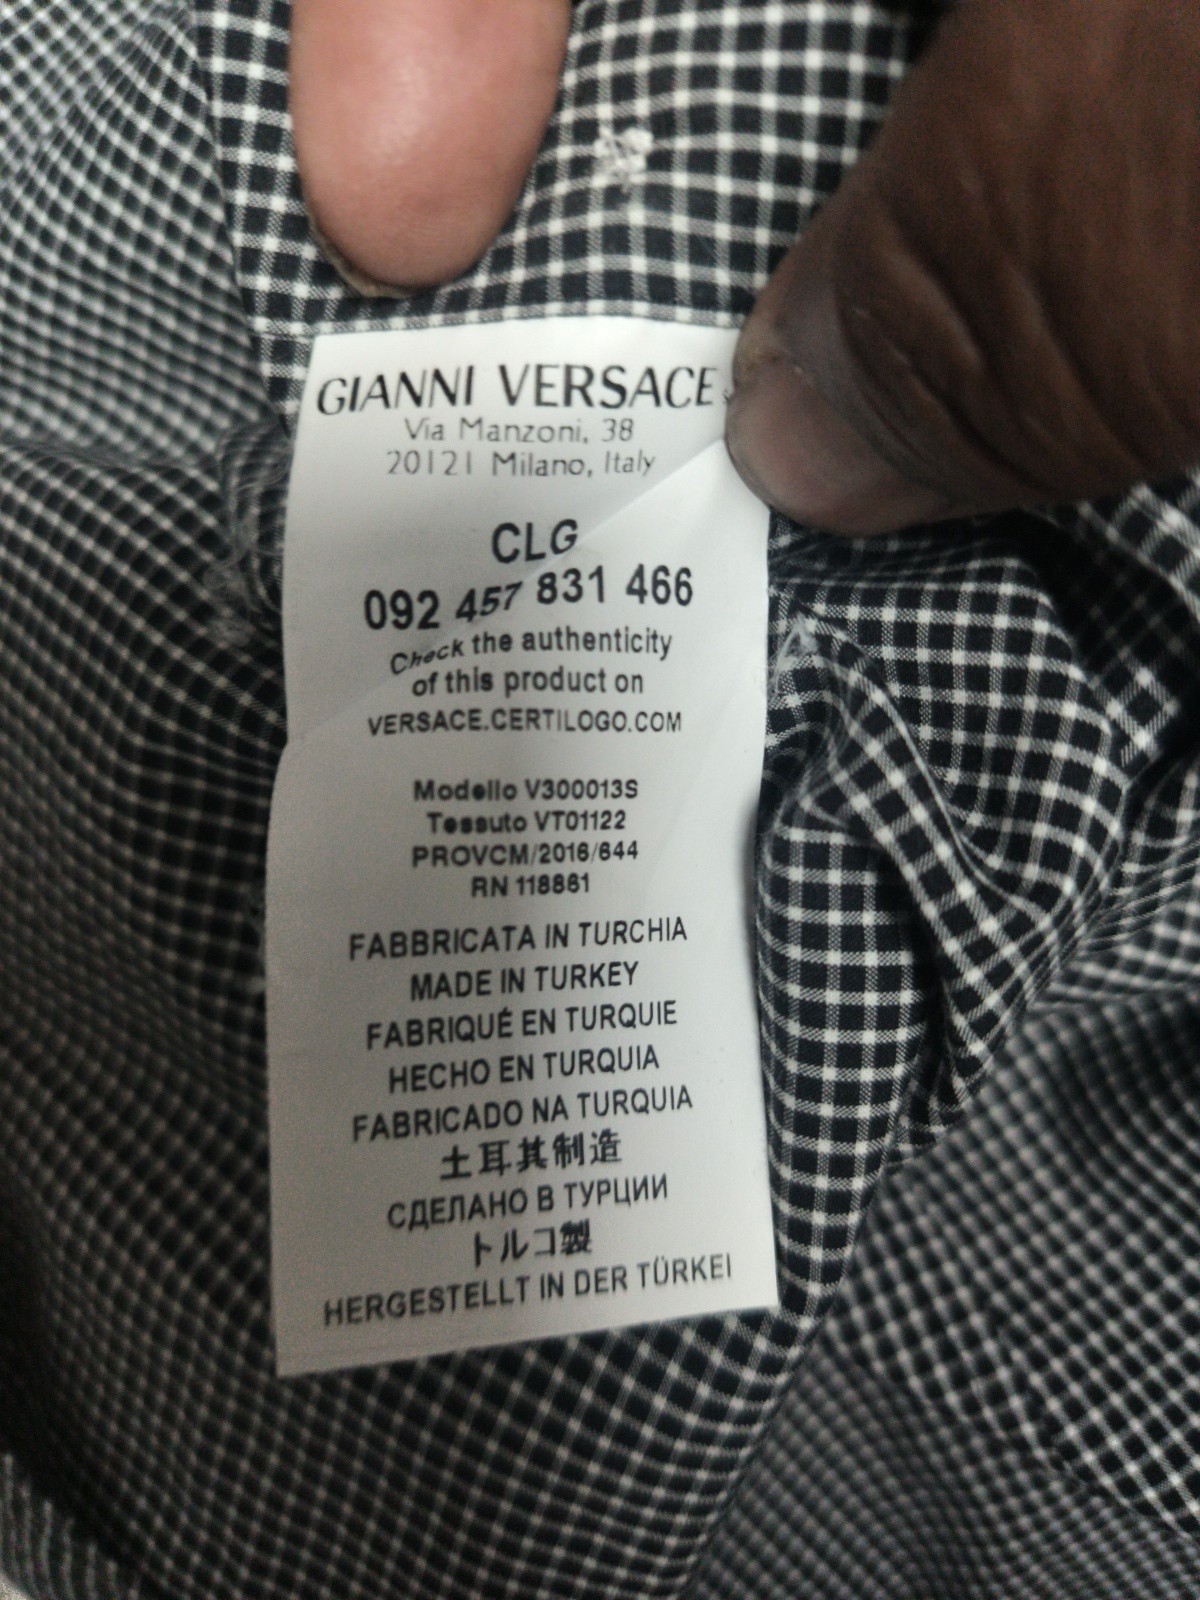 GIANNI VERSACE
Via Manzoni, 38
20121 Milano, Italy
CLG
092 457 831 466
Check the authenticity
of this product on
VERSACE.CERTILOGO.COM
Modello V300013S
Tessuto VT01122
PROVCM/2016/644
RN 118861
FABBRICATA IN TURCHIA
MADE IN TURKEY
FABRIQUÉ EN TURQUIE
HECHO EN TURQUIA
FABRICADO NA TURQUIA
土耳其制造
СДЕЛАНО В ТУРЦИИ
トルコ製
HERGESTELLT IN DER TÜRKEI